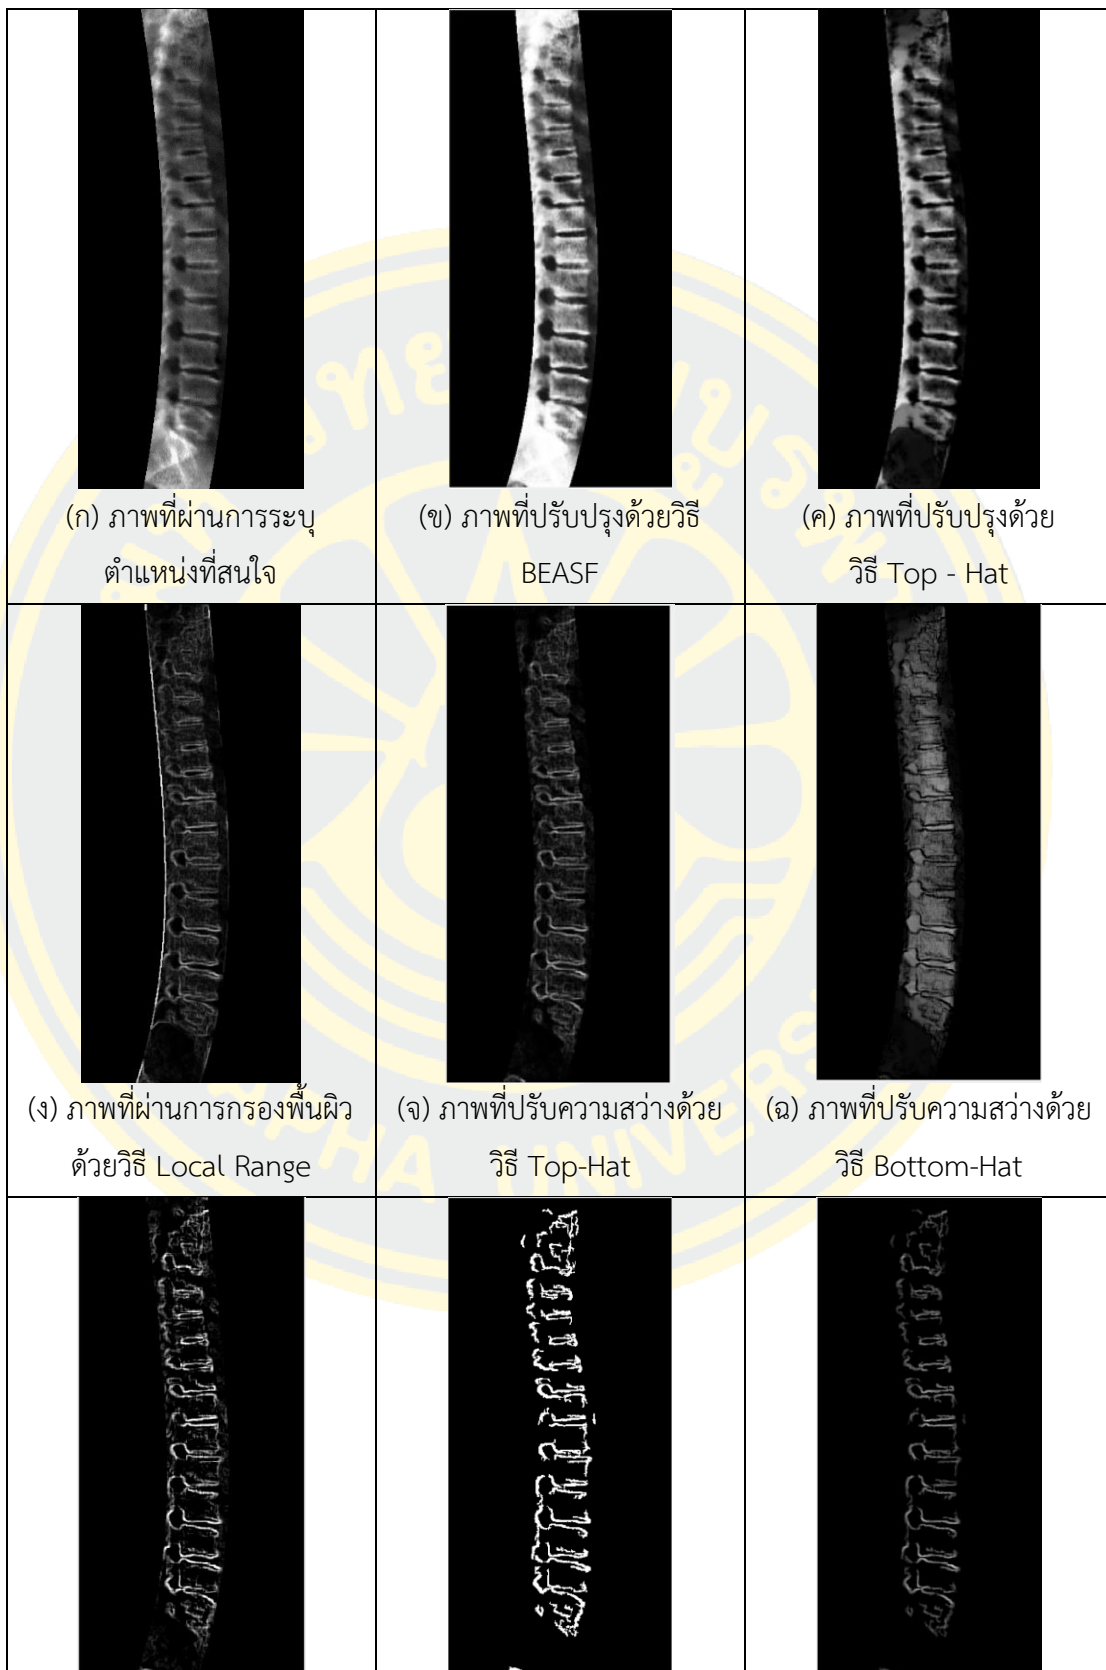 (ก) ภาพที่ผ่านการระบุ
ตำแหน่งที่สนใจ
(ข) ภาพที่ปรับปรุงด้วยวิธี
BEASF
(ค) ภาพที่ปรับปรุงด้วย
วิธี Top - Hat
(ง) ภาพที่ผ่านการกรองพื้นผิว
ด้วยวิธี Local Range
(จ) ภาพที่ปรับความสว่างด้วย
วิธี Top-Hat
(ฉ) ภาพที่ปรับความสว่างด้วย
วิธี Bottom-Hat